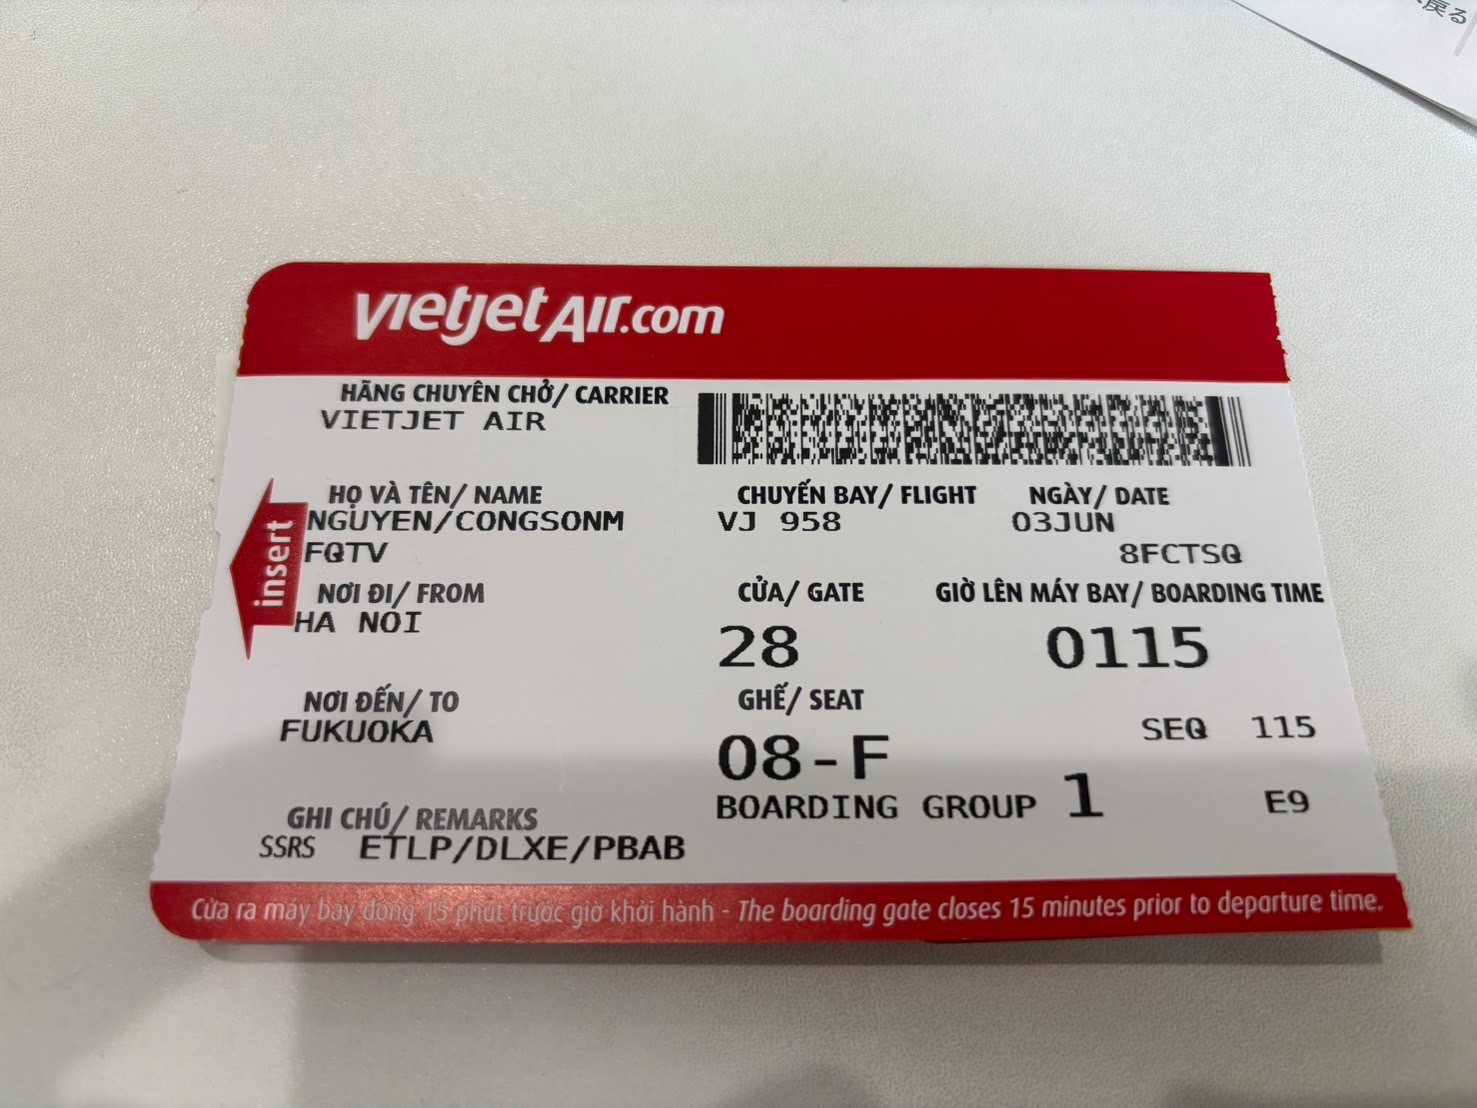 戻る
vietjetAir.com
HÃNG CHUYÊN CHỞ/ CARRIER
VIETJET AIR
HỌ VÀ TÊN/ NAME
NGUYEN/CONGSONM
FQTV
CHUYẾN BAY/ FLIGHT
VJ 958
NGÀY/ DATE
03JUN
8FCTSQ
insert
NƠI ĐI/ FROM
HA NOI
CỬA/ GATE
28
GIỜ LÊN MÁY BAY/ BOARDING TIME
0115
NƠI ĐẾN/ TO
FUKUOKA
GHẾ/ SEAT
08-F
SEQ 115
BOARDING GROUP 1
E9
GHI CHÚ/ REMARKS
SSRS ETLP/DLXE/PBAB
Cửa ra máy bay đóng 15 phút trước giờ khởi hành - The boarding gate closes 15 minutes prior to departure time.